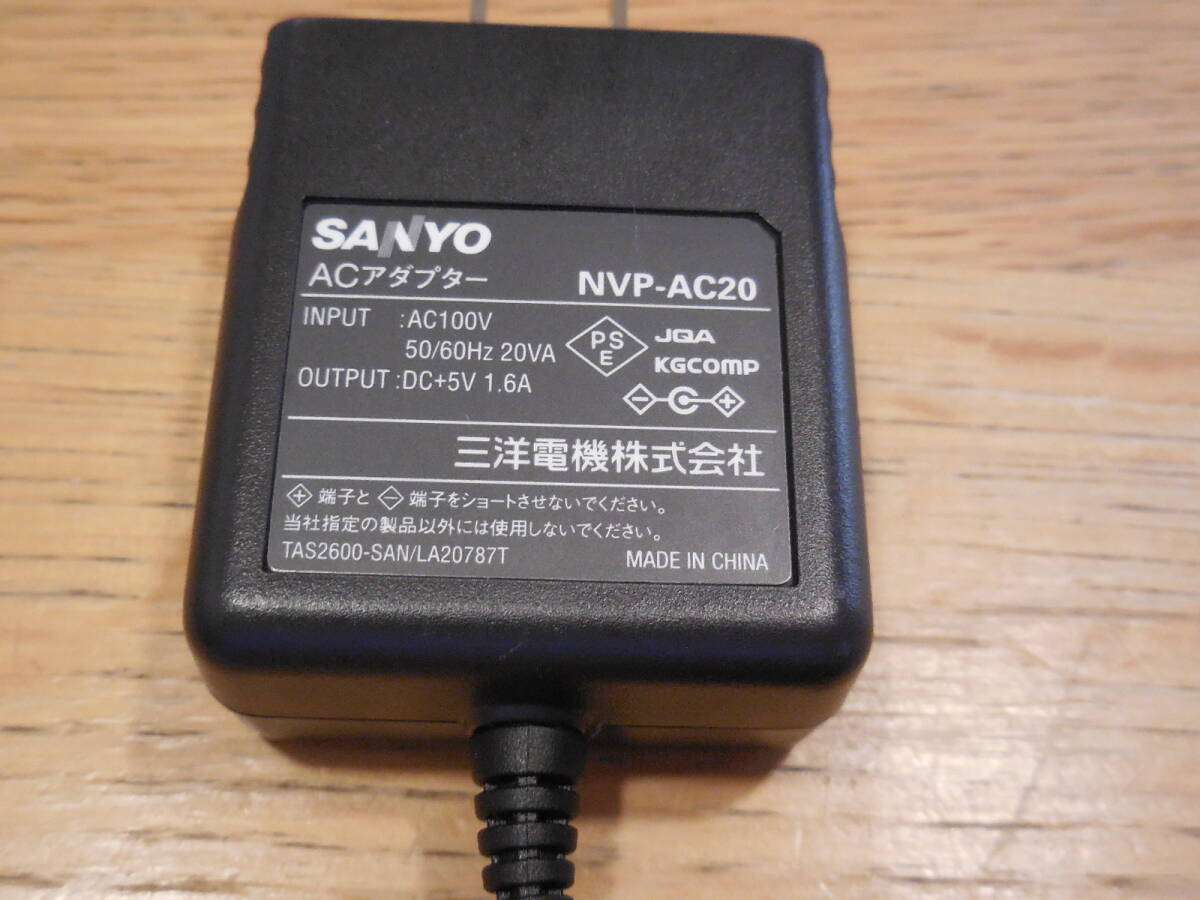 SANYO
ACアダプター NVP-AC20
INPUT :AC100V
50/60Hz 20VA
OUTPUT :DC+5V 1.6A
PS
E
JQA
KGCOMP
三洋電機株式会社
⊕端子と⊖端子をショートさせないでください。
当社指定の製品以外には使用しないでください。
TAS2600-SAN/LA20787T MADE IN CHINA